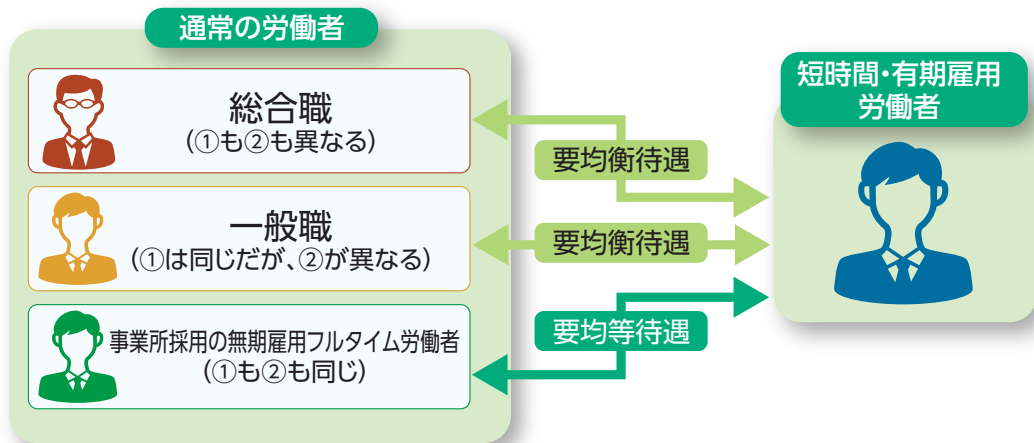 通常の労働者
総合職
(①も②も異なる)
一般職
(①は同じだが、②が異なる)
事業所採用の無期雇用フルタイム労働者
(①も②も同じ)
要均衡待遇
要均衡待遇
要均等待遇
短時間・有期雇用
労働者